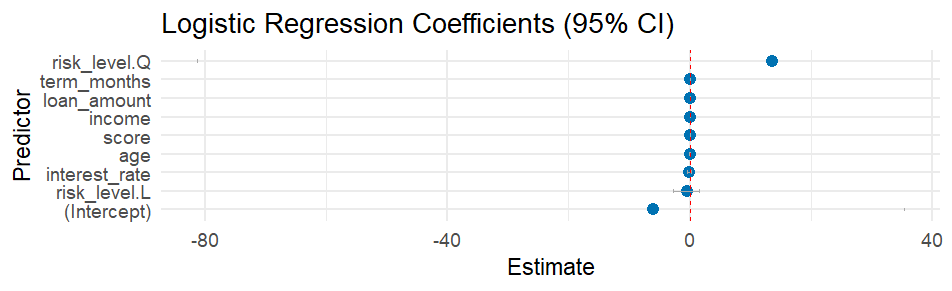 Logistic Regression Coefficients (95% CI)
Predictor
risk_level.Q
term_months
loan_amount
income
score
age
interest_rate
risk_level.L
(Intercept)
-80 -40 0 40
Estimate